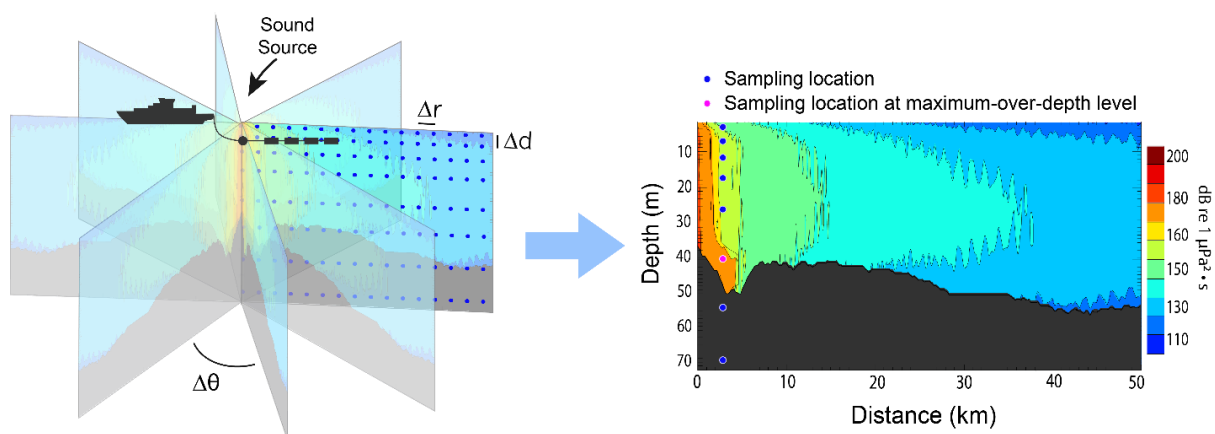 Sound
Source
Δr
Δd
Δθ
Sampling location
Sampling location at maximum-over-depth level
Depth (m)
10
20
30
40
50
60
70
0
10
20
30
40
50
Distance (km)
200
180
160
150
130
110
dB re 1 µPa²•s